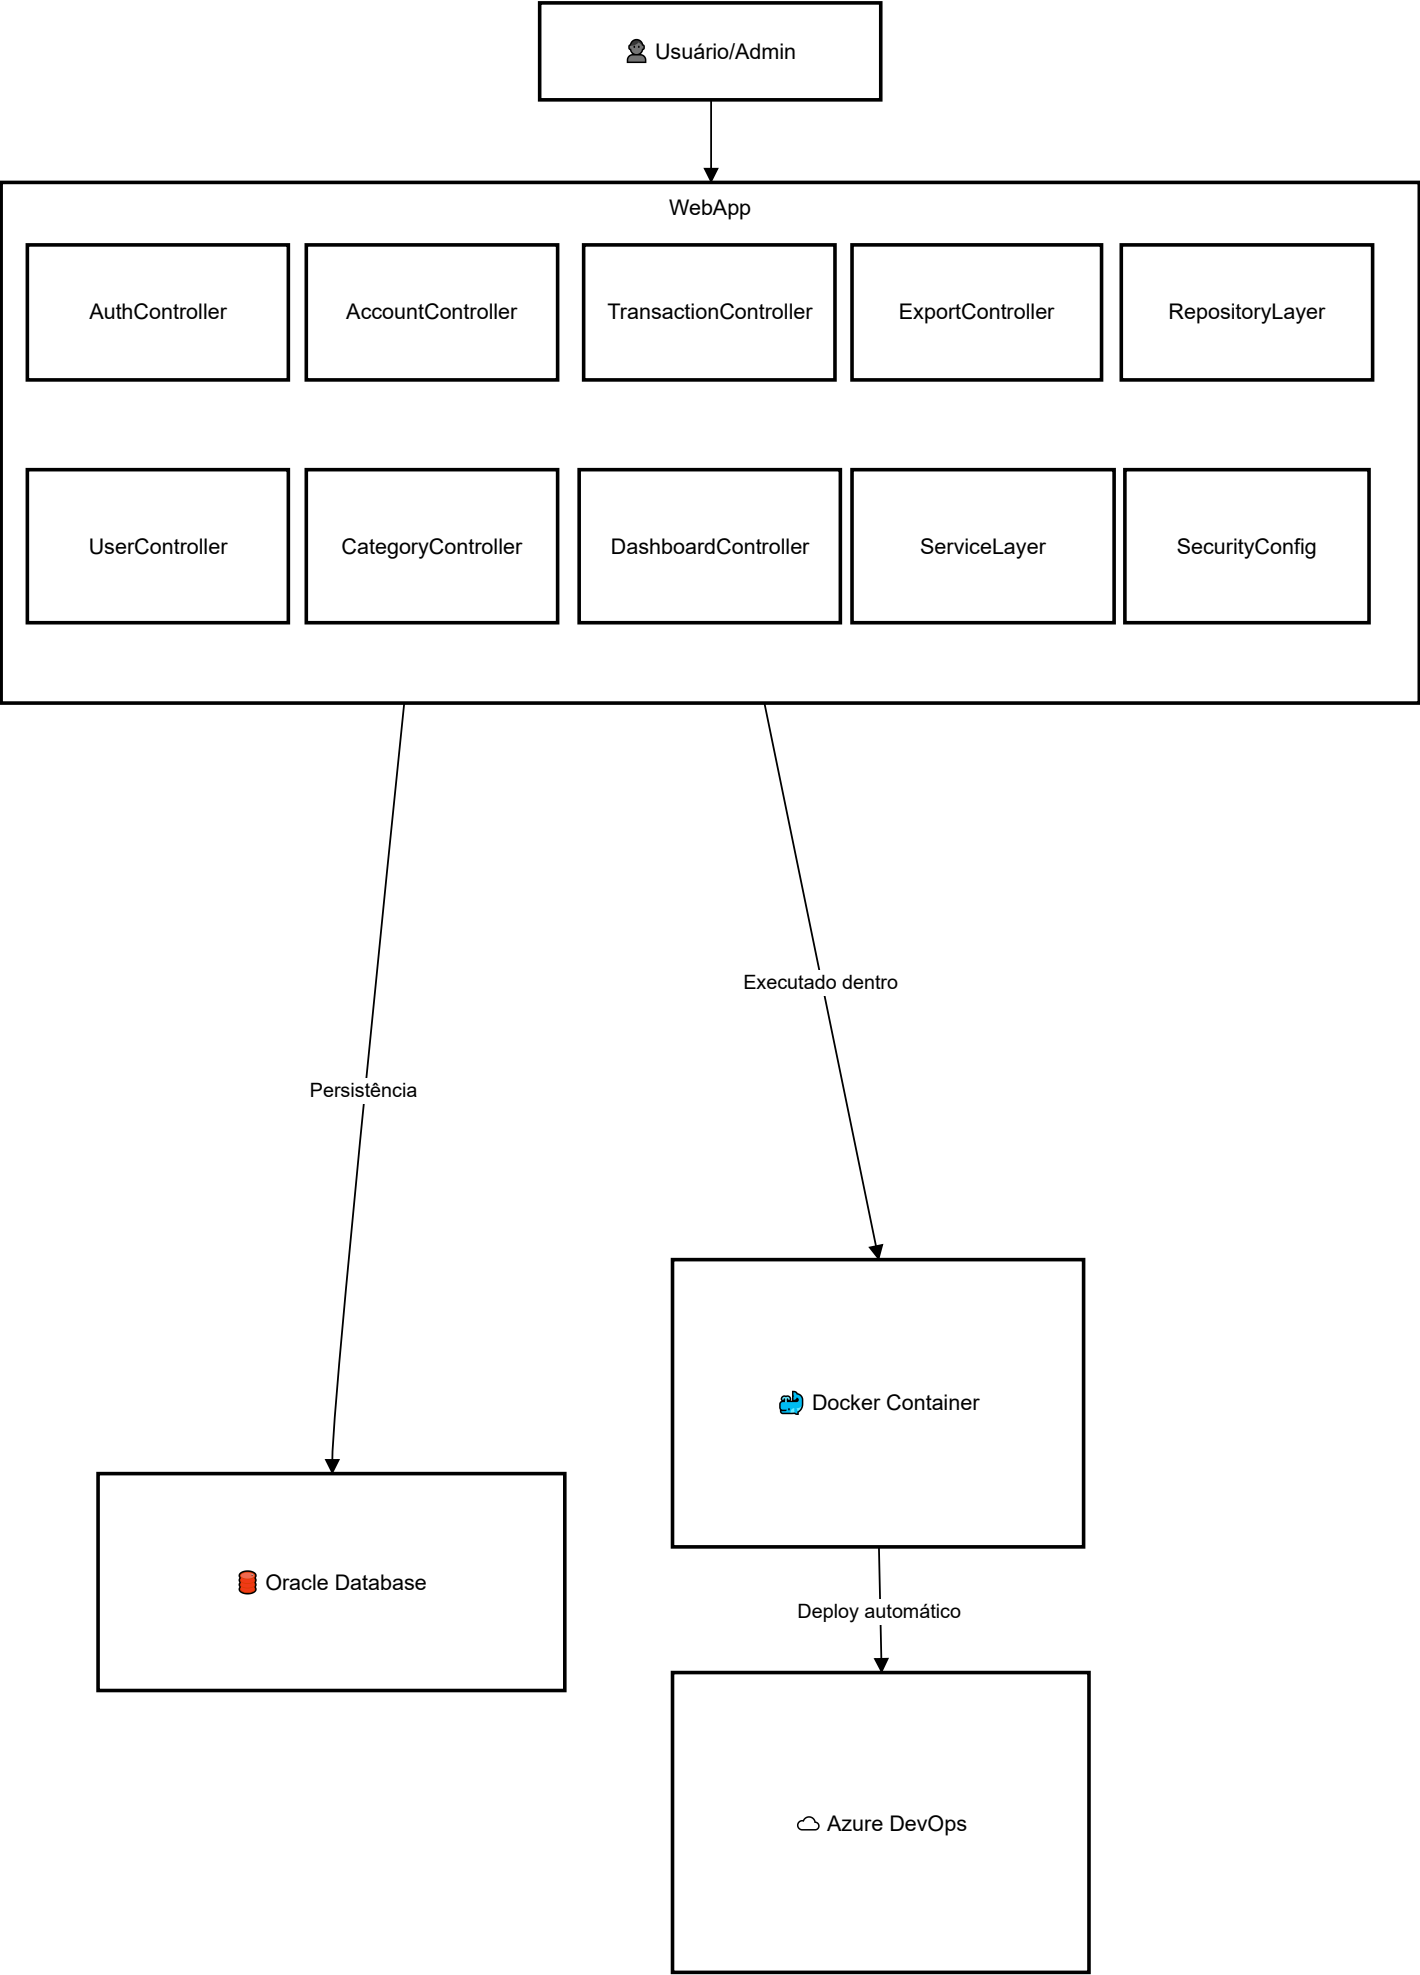 Usuário/Admin
WebApp
AuthController
AccountController
TransactionController
ExportController
RepositoryLayer
UserController
CategoryController
DashboardController
ServiceLayer
SecurityConfig
Executado dentro
Persistência
Docker Container
Oracle Database
Deploy automático
Azure DevOps